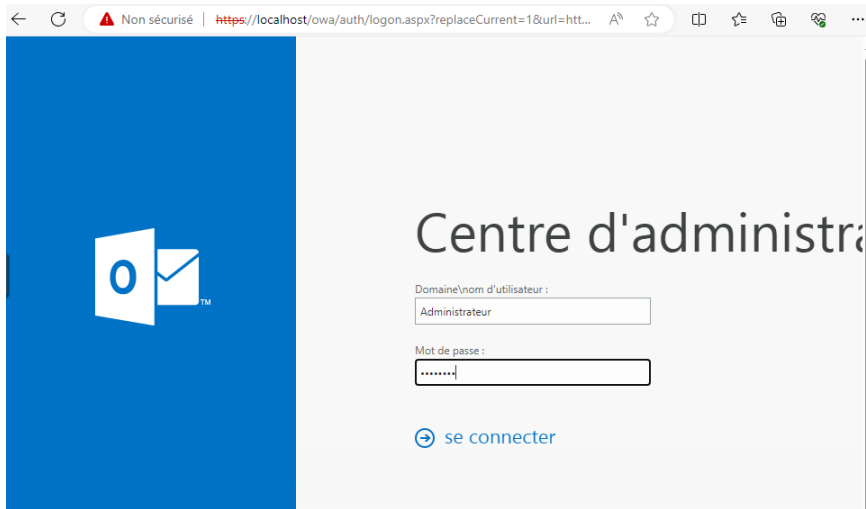 Non sécurisé | https://localhost/owa/auth/logon.aspx?replaceCurrent=1&url=htt...
Centre d'administra
O
TM
Domaine\nom d'utilisateur :
Administrateur
Mot de passe :
••••••••
se connecter